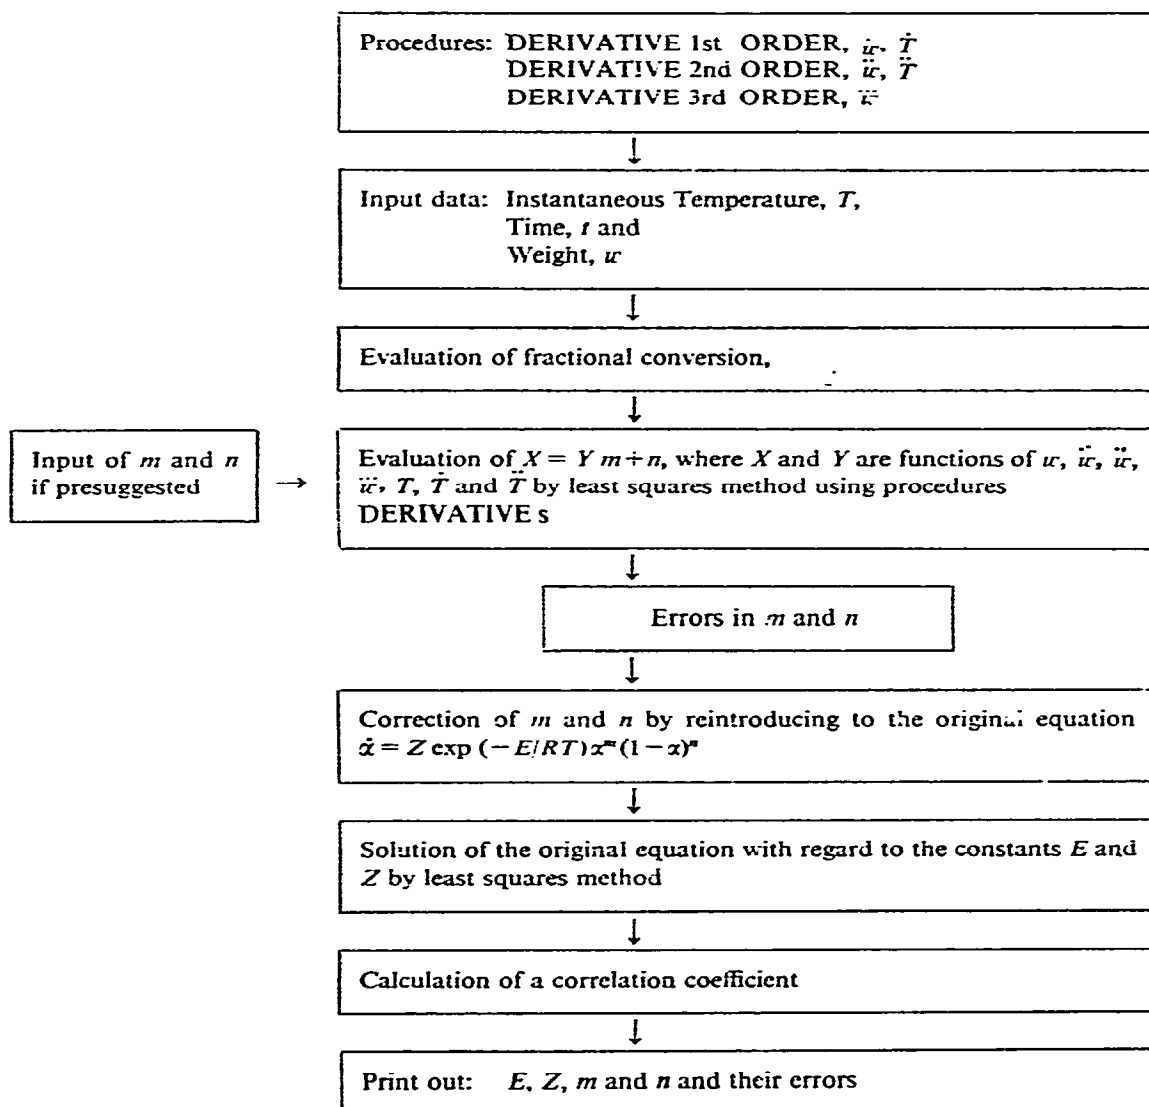 Procedures: DERIVATIVE 1st ORDER, ẇ, Ṫ
DERIVATIVE 2nd ORDER, ẅ, T̈
DERIVATIVE 3rd ORDER, w⃛
↓
Input data: Instantaneous Temperature, T,
Time, t and
Weight, w
↓
Evaluation of fractional conversion,
↓
Input of m and n
if presuggested
→
Evaluation of X = Y m+n, where X and Y are functions of w, ẇ, ẅ,
w⃛, T, Ṫ and T̈ by least squares method using procedures
DERIVATIVE s
↓
Errors in m and n
↓
Correction of m and n by reintroducing to the original equation
α̇ = Z exp (−E/RT)αᵐ(1−α)ⁿ
↓
Solution of the original equation with regard to the constants E and
Z by least squares method
↓
Calculation of a correlation coefficient
↓
Print out: E, Z, m and n and their errors